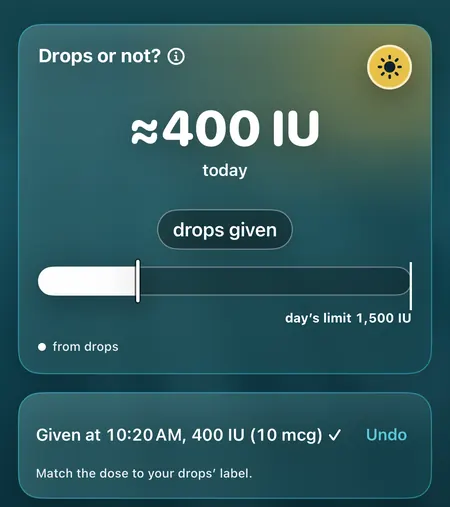 Drops or not?
≈400 IU
today
drops given
day's limit 1,500 IU
from drops
Given at 10:20 AM, 400 IU (10 mcg) ✓ Undo
Match the dose to your drops' label.